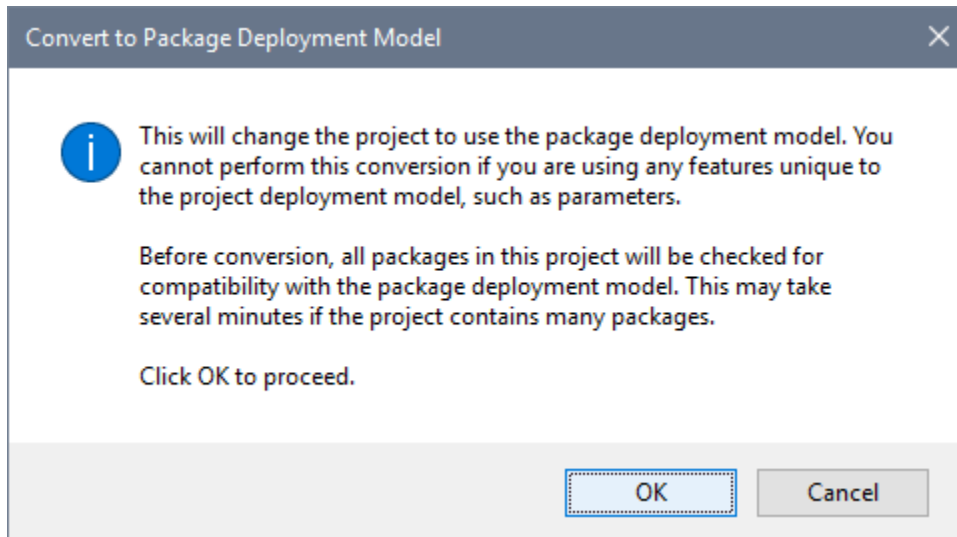 Convert to Package Deployment Model
This will change the project to use the package deployment model. You
cannot perform this conversion if you are using any features unique to
the project deployment model, such as parameters.
Before conversion, all packages in this project will be checked for
compatibility with the package deployment model. This may take
several minutes if the project contains many packages.
Click OK to proceed.
OK
Cancel